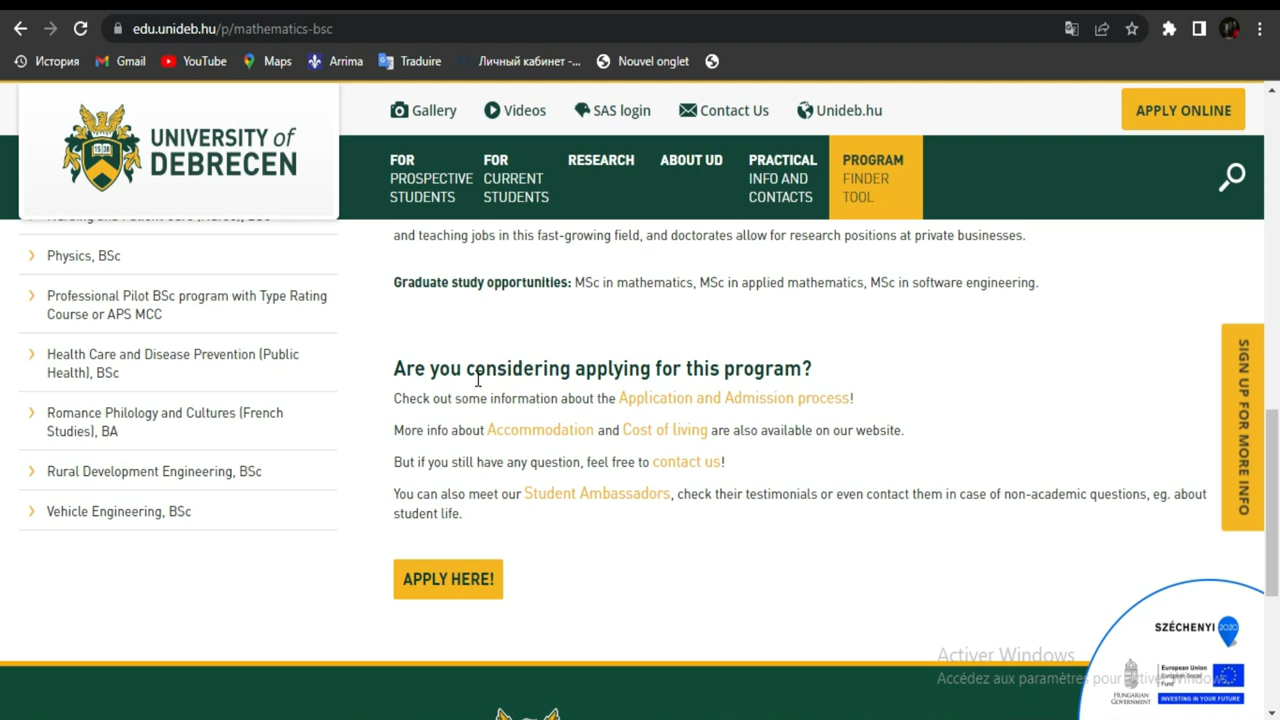 edu.unideb.hu/p/mathematics-bsc
История Gmail YouTube Maps Arrima Traduire Личный кабинет -... Nouvel onglet
UNIVERSITY of
DEBRECEN
Gallery Videos SAS login Contact Us Unideb.hu
APPLY ONLINE
FOR
PROSPECTIVE
STUDENTS
FOR
CURRENT
STUDENTS
RESEARCH
ABOUT UD
PRACTICAL
INFO AND
CONTACTS
PROGRAM
FINDER
TOOL
Physics, BSc
Professional Pilot BSc program with Type Rating
Course or APS MCC
Health Care and Disease Prevention (Public
Health), BSc
Romance Philology and Cultures (French
Studies), BA
Rural Development Engineering, BSc
Vehicle Engineering, BSc
and teaching jobs in this fast-growing field, and doctorates allow for research positions at private businesses.
Graduate study opportunities: MSc in mathematics, MSc in applied mathematics, MSc in software engineering.
Are you considering applying for this program?
Check out some information about the Application and Admission process!
More info about Accommodation and Cost of living are also available on our website.
But if you still have any question, feel free to contact us!
You can also meet our Student Ambassadors, check their testimonials or even contact them in case of non-academic questions, eg. about
student life.
APPLY HERE!
SIGN UP FOR MORE INFO
SZÉCHENYI 2020
HUNGARIAN
GOVERNMENT
European Union
European Social
Fund
INVESTING IN YOUR FUTURE
Activer Windows
Accédez aux paramètres pour activer Windows.